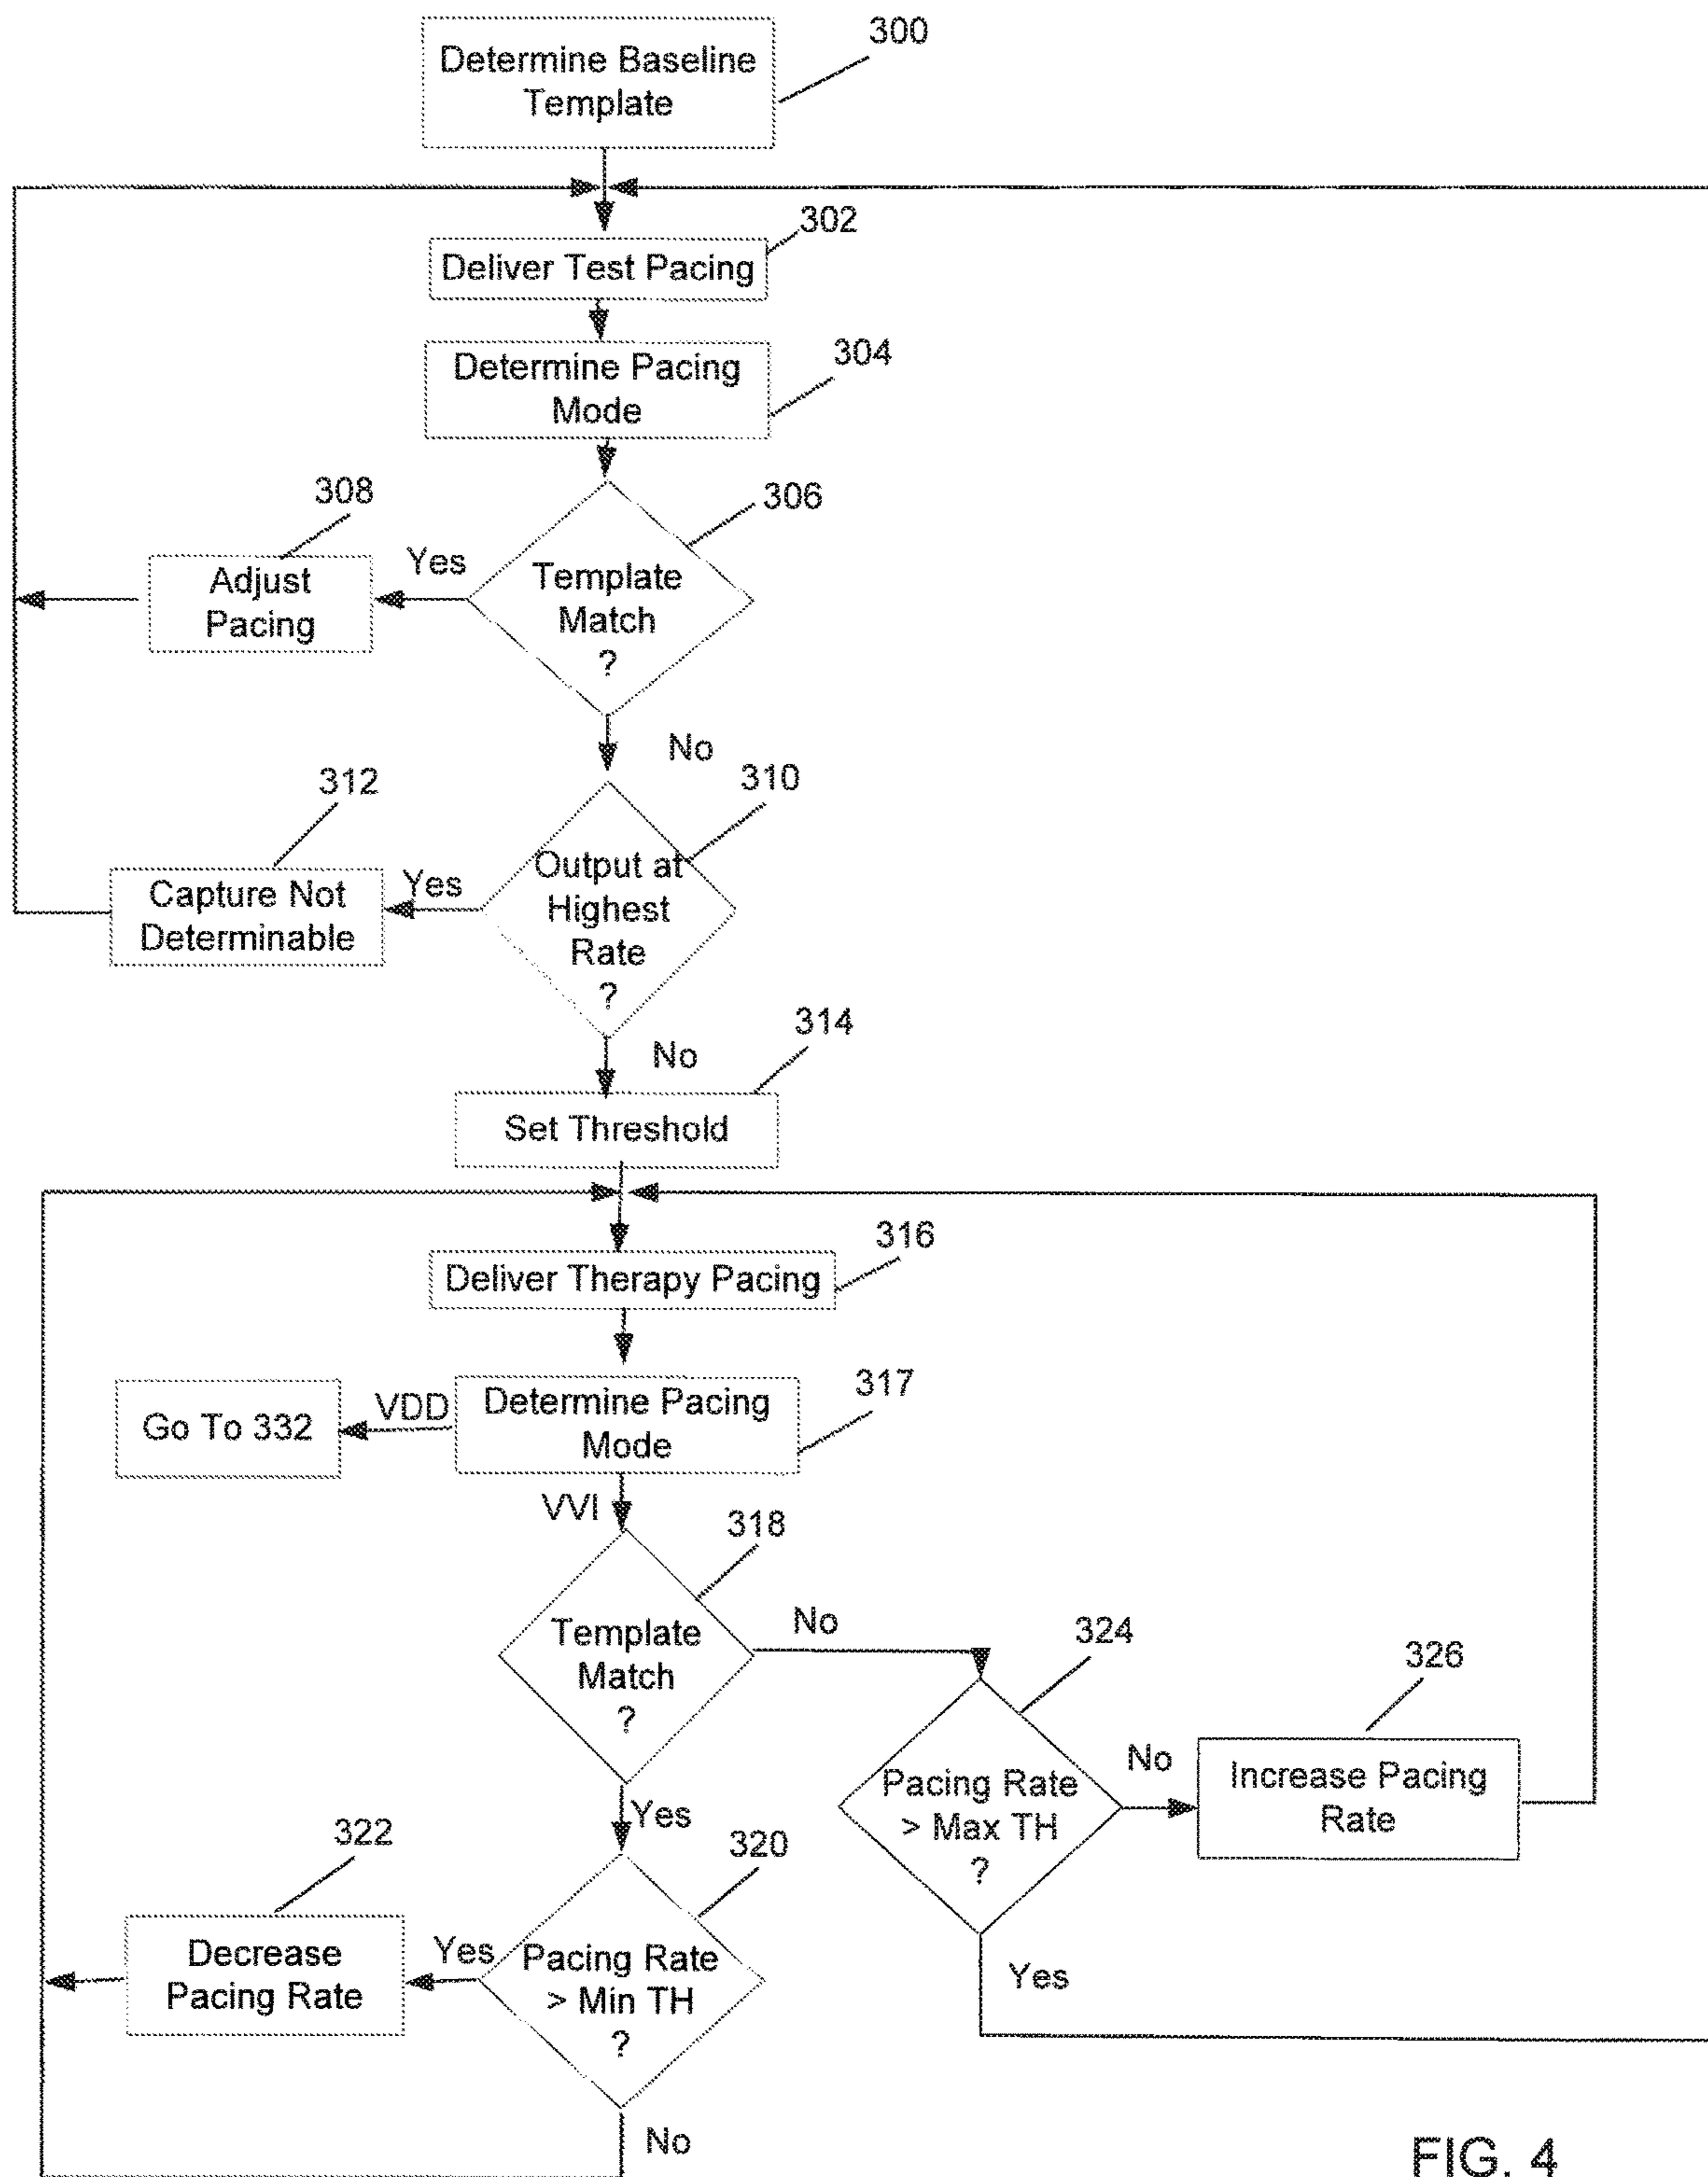 300
Determine Baseline
Template
302
Deliver Test Pacing
304
Determine Pacing
Mode
306
308
Yes
Adjust
Pacing
Template
Match
?
No
310
312
Yes
Capture Not
Determinable
Output at
Highest
Rate
?
No
314
Set Threshold
316
Deliver Therapy Pacing
317
VDD
Go To 332
Determine Pacing
Mode
VVI
318
No
Template
Match
?
324
326
No
Pacing Rate
> Max TH
?
Increase Pacing
Rate
Yes
322
320
Yes
Decrease
Pacing Rate
Pacing Rate
> Min TH
?
Yes
No
FIG. 4